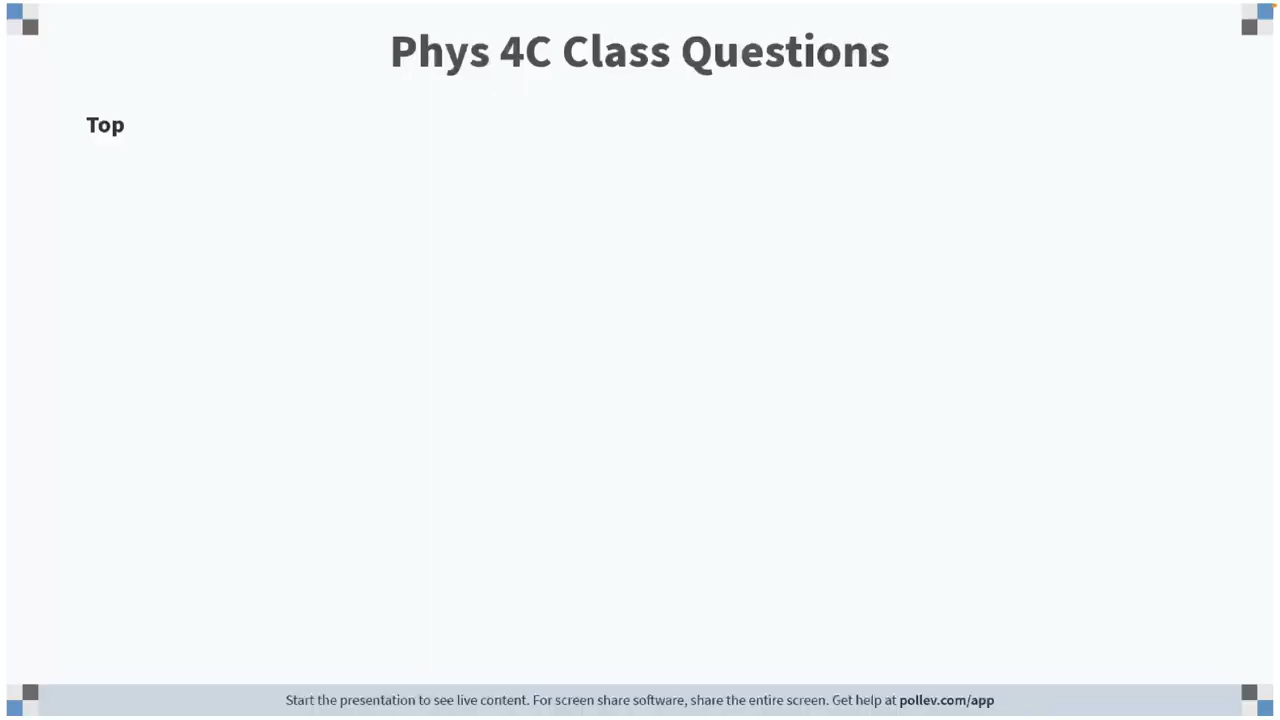 Phys 4C Class Questions
Top
Start the presentation to see live content. For screen share software, share the entire screen. Get help at pollev.com/app